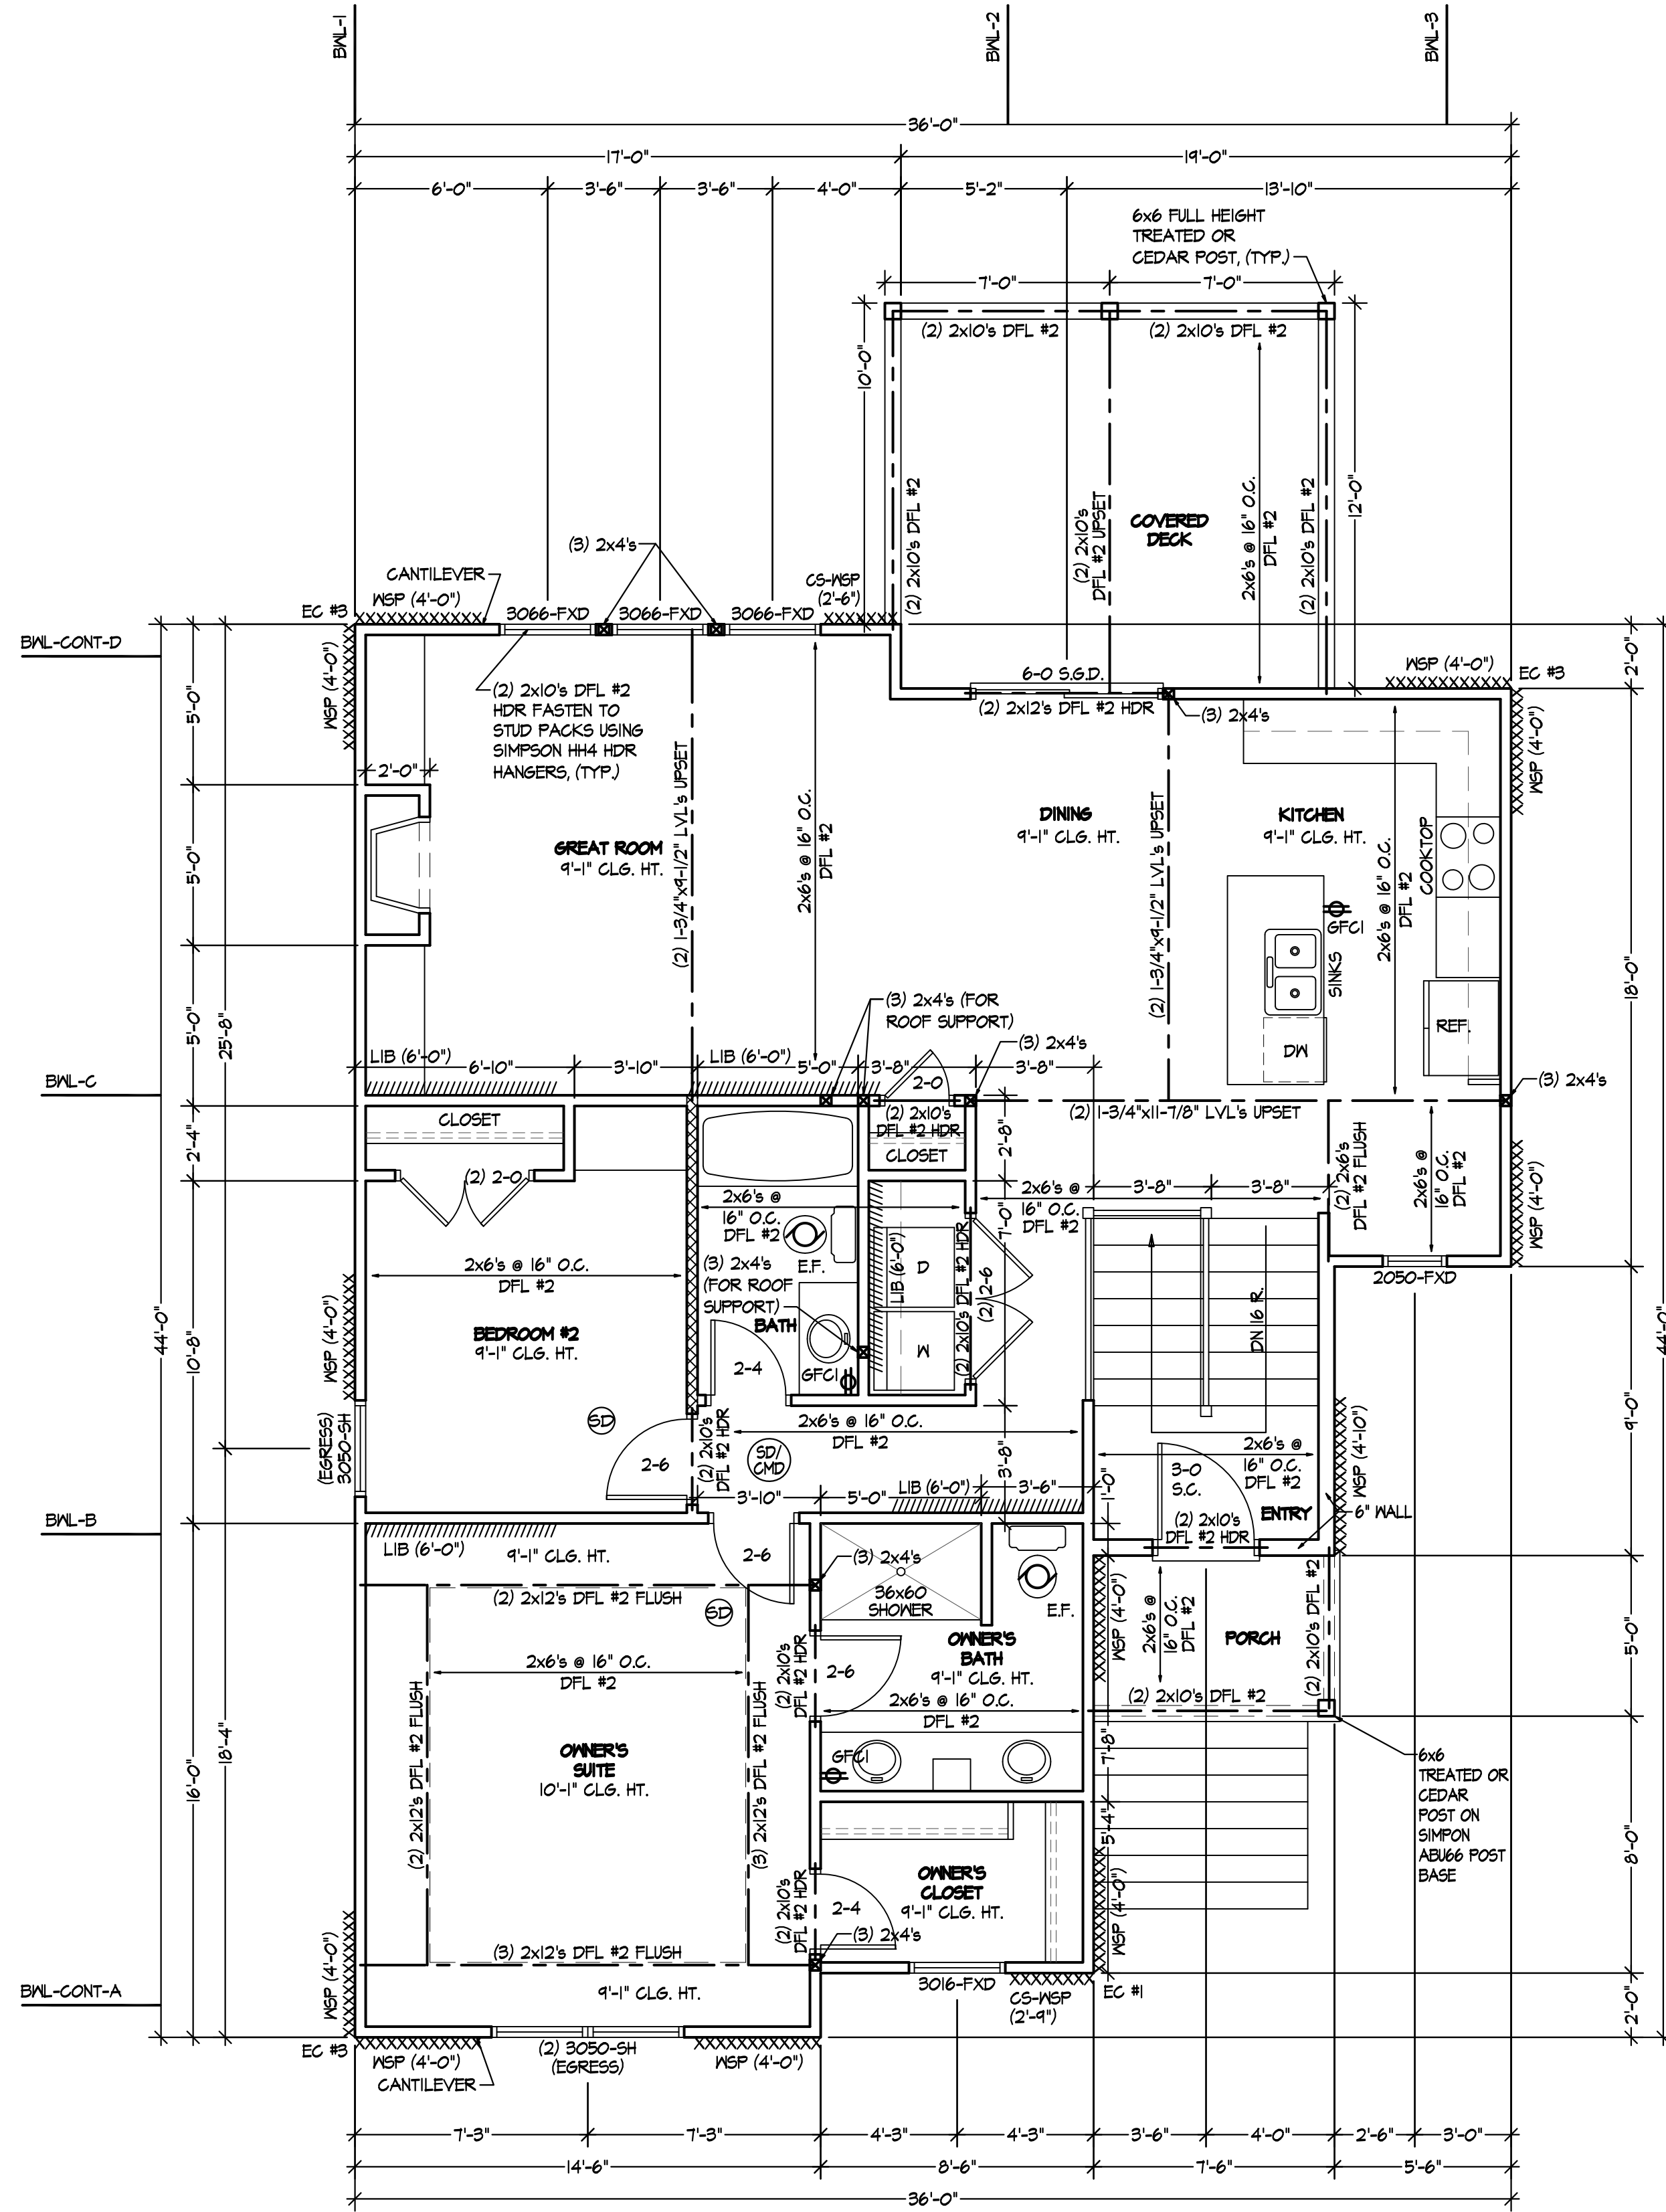 BWL-1
BWL-2
BWL-3
36'-0"
17'-0"
19'-0"
6'-0"
3'-6"
3'-6"
4'-0"
5'-2"
13'-10"
6x6 FULL HEIGHT
TREATED OR
CEDAR POST, (TYP.)
7'-0"
7'-0"
(2) 2x10's DFL #2
(2) 2x10's DFL #2
10'-0"
12'-0"
(2) 2x10's DFL #2
(2) 2x10's
DFL #2 UPSET
COVERED
DECK
2x6's @ 16" O.C.
DFL #2
(2) 2x10's DFL #2
(3) 2x4's
CANTILEVER
WSP (4'-0")
EC #3
3066-FXD
3066-FXD
3066-FXD
CS-WSP
(2'-6")
BWL-CONT-D
WSP (4'-0")
5'-0"
(2) 2x10's DFL #2
HDR FASTEN TO
STUD PACKS USING
SIMPSON HH4 HDR
HANGERS, (TYP.)
6-0 S.G.D.
(2) 2x12's DFL #2 HDR
(3) 2x4's
WSP (4'-0")
EC #3
2'-0"
WSP (4'-0")
2'-0"
(2) 1-3/4"x9-1/2" LVL's UPSET
GREAT ROOM
9'-1" CLG. HT.
2x6's @ 16" O.C.
DFL #2
DINING
9'-1" CLG. HT.
(2) 1-3/4"x9-1/2" LVL's UPSET
KITCHEN
9'-1" CLG. HT.
2x6's @ 16" O.C.
DFL #2
COOKTOP
GFCI
SINKS
DW
REF.
5'-0"
5'-0"
25'-8"
18'-0"
(3) 2x4's (FOR
ROOF SUPPORT)
(3) 2x4's
LIB (6'-0")
6'-10"
3'-10"
LIB (6'-0")
5'-0"
3'-8"
3'-8"
2-0
BWL-C
(3) 2x4's
CLOSET
(2) 2x10's
DFL #2 HDR
CLOSET
(2) 1-3/4"x11-7/8" LVL's UPSET
2'-4"
2'-8"
(2) 2-0
2x6's @
16" O.C.
DFL #2
E.F.
2x6's @
16" O.C.
DFL #2
3'-8"
3'-8"
(2) 2x6's
DFL #2 FLUSH
2x6's @
16" O.C.
DFL #2
WSP (4'-0")
7'-0"
2x6's @ 16" O.C.
DFL #2
(3) 2x4's
(FOR ROOF
SUPPORT)
LIB (6'-0")
D
W
(2) 2x10's DFL #2 HDR
(2) 2-6
DN 16 R.
2050-FXD
44'-0"
44'-0"
10'-8"
WSP (4'-0")
BEDROOM #2
9'-1" CLG. HT.
BATH
2-4
GFCI
(EGRESS)
3050-SH
SD
2-6
(2) 2x10's
DFL #2 HDR
SD/
CMD
2x6's @ 16" O.C.
DFL #2
3'-8"
2x6's @
16" O.C.
DFL #2
3-0
S.C.
WSP (4'-10")
9'-0"
3'-10"
5'-0"
LIB (6'-0")
3'-6"
1'-0"
(2) 2x10's
DFL #2 HDR
ENTRY
6" WALL
BWL-B
LIB (6'-0")
9'-1" CLG. HT.
2-6
(3) 2x4's
36x60
SHOWER
E.F.
(2) 2x12's DFL #2 FLUSH
SD
WSP (4'-0")
2x6's @
16" O.C.
DFL #2
PORCH
(2) 2x10's DFL #2
(2) 2x10's DFL #2
5'-0"
2x6's @ 16" O.C.
DFL #2
(2) 2x10's
DFL #2 HDR
2-6
OWNER'S
BATH
9'-1" CLG. HT.
2x6's @ 16" O.C.
DFL #2
18'-4"
16'-0"
(2) 2x12's DFL #2 FLUSH
OWNER'S
SUITE
10'-1" CLG. HT.
(3) 2x12's DFL #2 FLUSH
GFCI
7'-8"
6x6
TREATED OR
CEDAR
POST ON
SIMPON
ABU66 POST
BASE
5'-4"
8'-0"
(2) 2x10's
DFL #2 HDR
2-4
OWNER'S
CLOSET
9'-1" CLG. HT.
(3) 2x4's
WSP (4'-0")
(3) 2x12's DFL #2 FLUSH
9'-1" CLG. HT.
WSP (4'-0")
BWL-CONT-A
3016-FXD
CS-WSP
(2'-9")
EC #1
2'-0"
EC #3
WSP (4'-0")
CANTILEVER
(2) 3050-SH
(EGRESS)
WSP (4'-0")
7'-3"
7'-3"
4'-3"
4'-3"
3'-6"
4'-0"
2'-6"
3'-0"
14'-6"
8'-6"
7'-6"
5'-6"
36'-0"